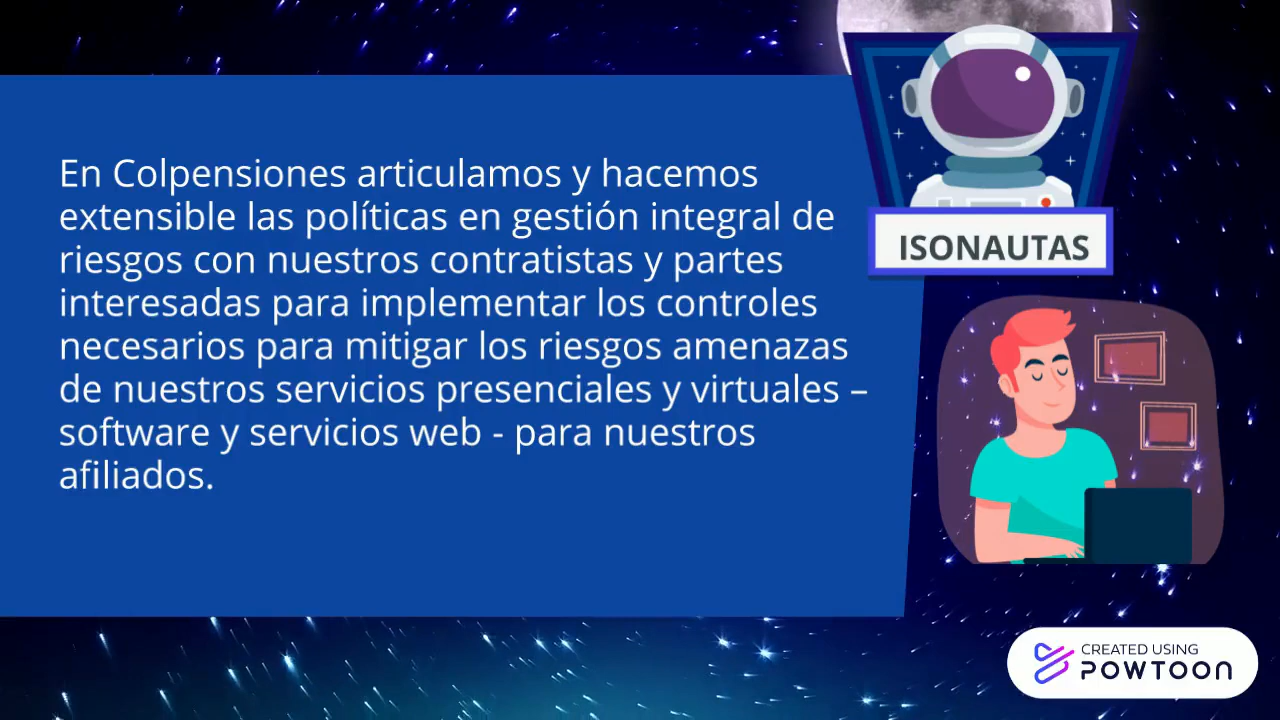 En Colpensiones articulamos y hacemos
extensible las políticas en gestión integral de
riesgos con nuestros contratistas y partes
interesadas para implementar los controles
necesarios para mitigar los riesgos amenazas
de nuestros servicios presenciales y virtuales –
software y servicios web - para nuestros
afiliados.
ISONAUTAS
CREATED USING
POWTOON